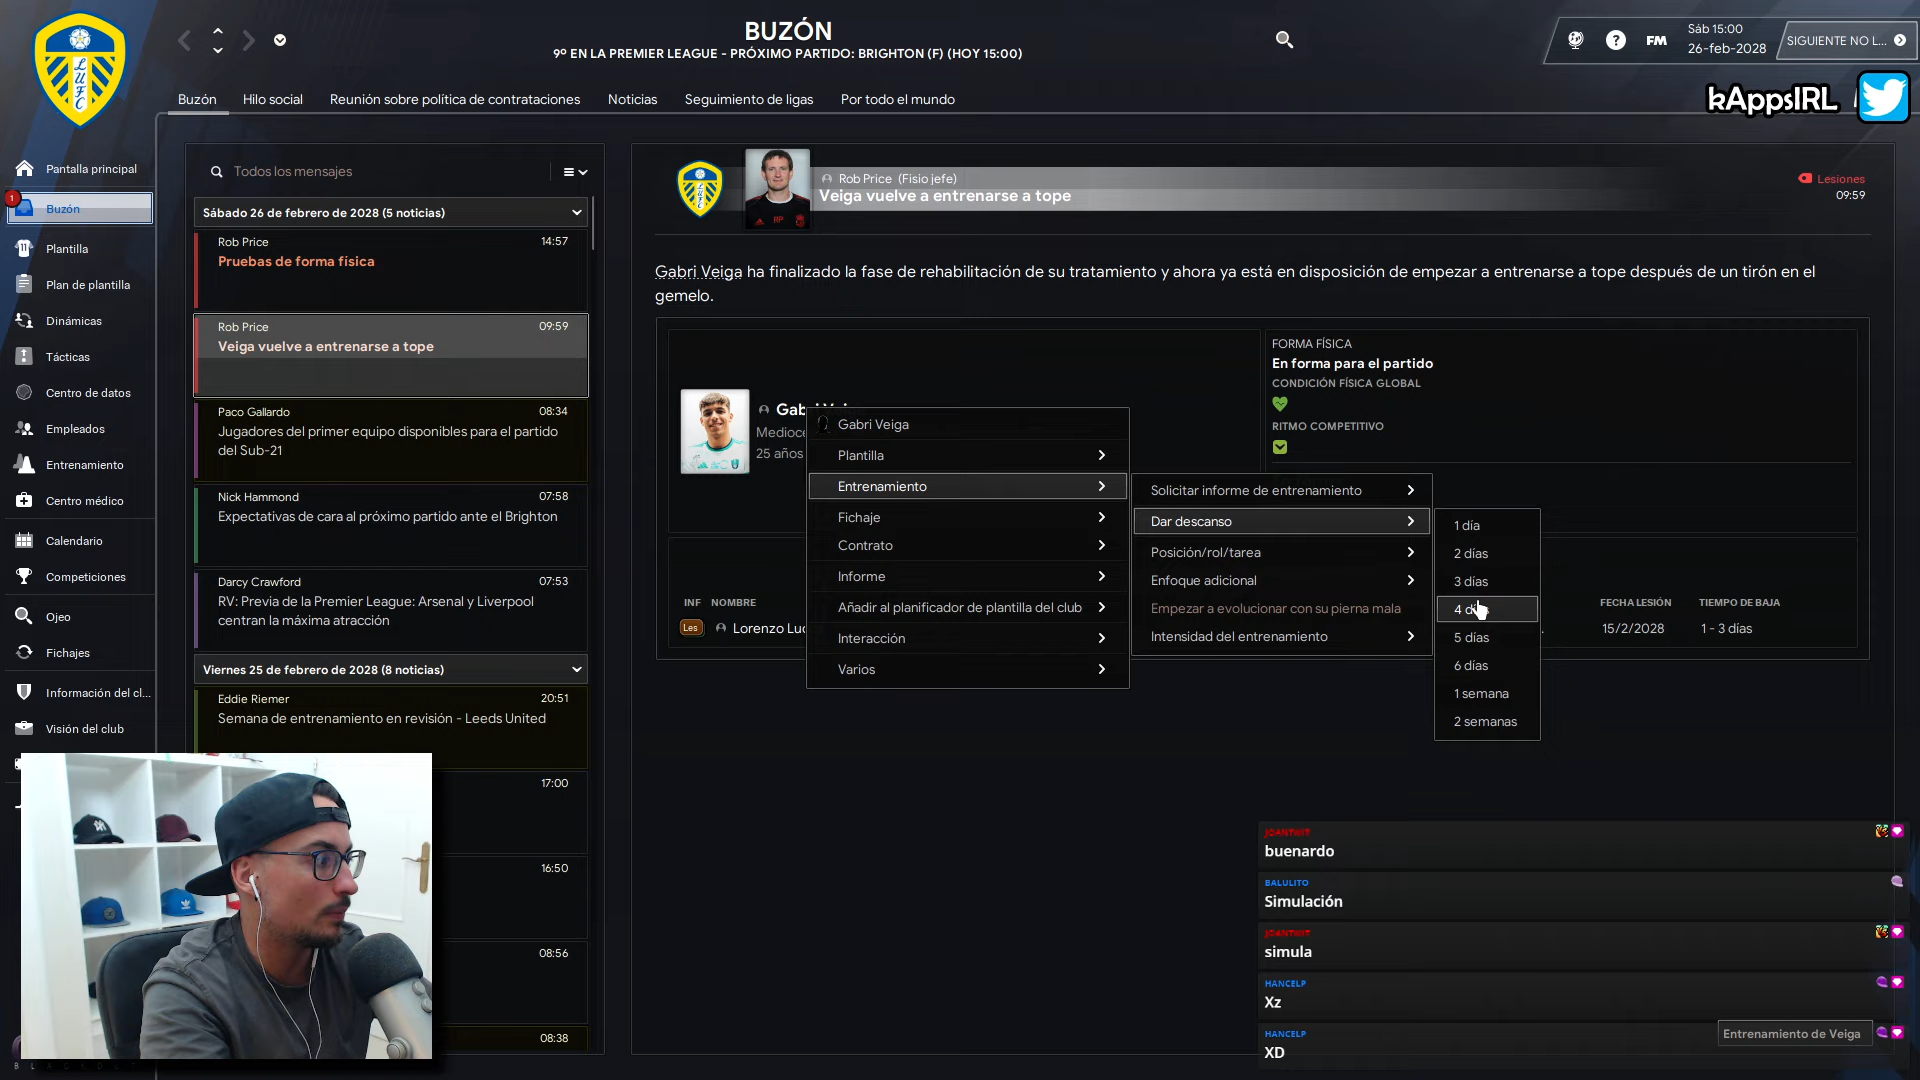 BUZÓN
9º EN LA PREMIER LEAGUE - PRÓXIMO PARTIDO: BRIGHTON (F) (HOY 15:00)
FM
Sáb 15:00
26-feb-2028
SIGUIENTE NO L...
kAppsIRL
LUFC
Buzón
Hilo social
Reunión sobre política de contrataciones
Noticias
Seguimiento de ligas
Por todo el mundo
Pantalla principal
1
Buzón
Plantilla
Plan de plantilla
Dinámicas
Tácticas
Centro de datos
Empleados
Entrenamiento
Centro médico
Calendario
Competiciones
Ojeo
Fichajes
Información del cl...
Visión del club
Todos los mensajes
Sábado 26 de febrero de 2028 (5 noticias)
Rob Price 14:57
Pruebas de forma física
Rob Price 09:59
Veiga vuelve a entrenarse a tope
Paco Gallardo 08:34
Jugadores del primer equipo disponibles para el partido
del Sub-21
Nick Hammond 07:58
Expectativas de cara al próximo partido ante el Brighton
Darcy Crawford 07:53
RV: Previa de la Premier League: Arsenal y Liverpool
centran la máxima atracción
Viernes 25 de febrero de 2028 (8 noticias)
Eddie Riemer 20:51
Semana de entrenamiento en revisión - Leeds United
17:00
16:50
08:56
08:38
Rob Price (Fisio jefe)
Veiga vuelve a entrenarse a tope
Lesiones
09:59
Gabri Veiga ha finalizado la fase de rehabilitación de su tratamiento y ahora ya está en disposición de empezar a entrenarse a tope después de un tirón en el
gemelo.
25 años
FORMA FÍSICA
En forma para el partido
CONDICIÓN FÍSICA GLOBAL
RITMO COMPETITIVO
INF NOMBRE
Les Lorenzo
FECHA LESIÓN TIEMPO DE BAJA
15/2/2028 1 - 3 días
Gabri Veiga
Plantilla
Entrenamiento
Fichaje
Contrato
Informe
Añadir al planificador de plantilla del club
Interacción
Varios
Solicitar informe de entrenamiento
Dar descanso
Posición/rol/tarea
Enfoque adicional
Empezar a evolucionar con su pierna mala
Intensidad del entrenamiento
1 día
2 días
3 días
4 días
5 días
6 días
1 semana
2 semanas
buenardo
BALULITO
Simulación
simula
HANCELP
Xz
HANCELP
XD
Entrenamiento de Veiga